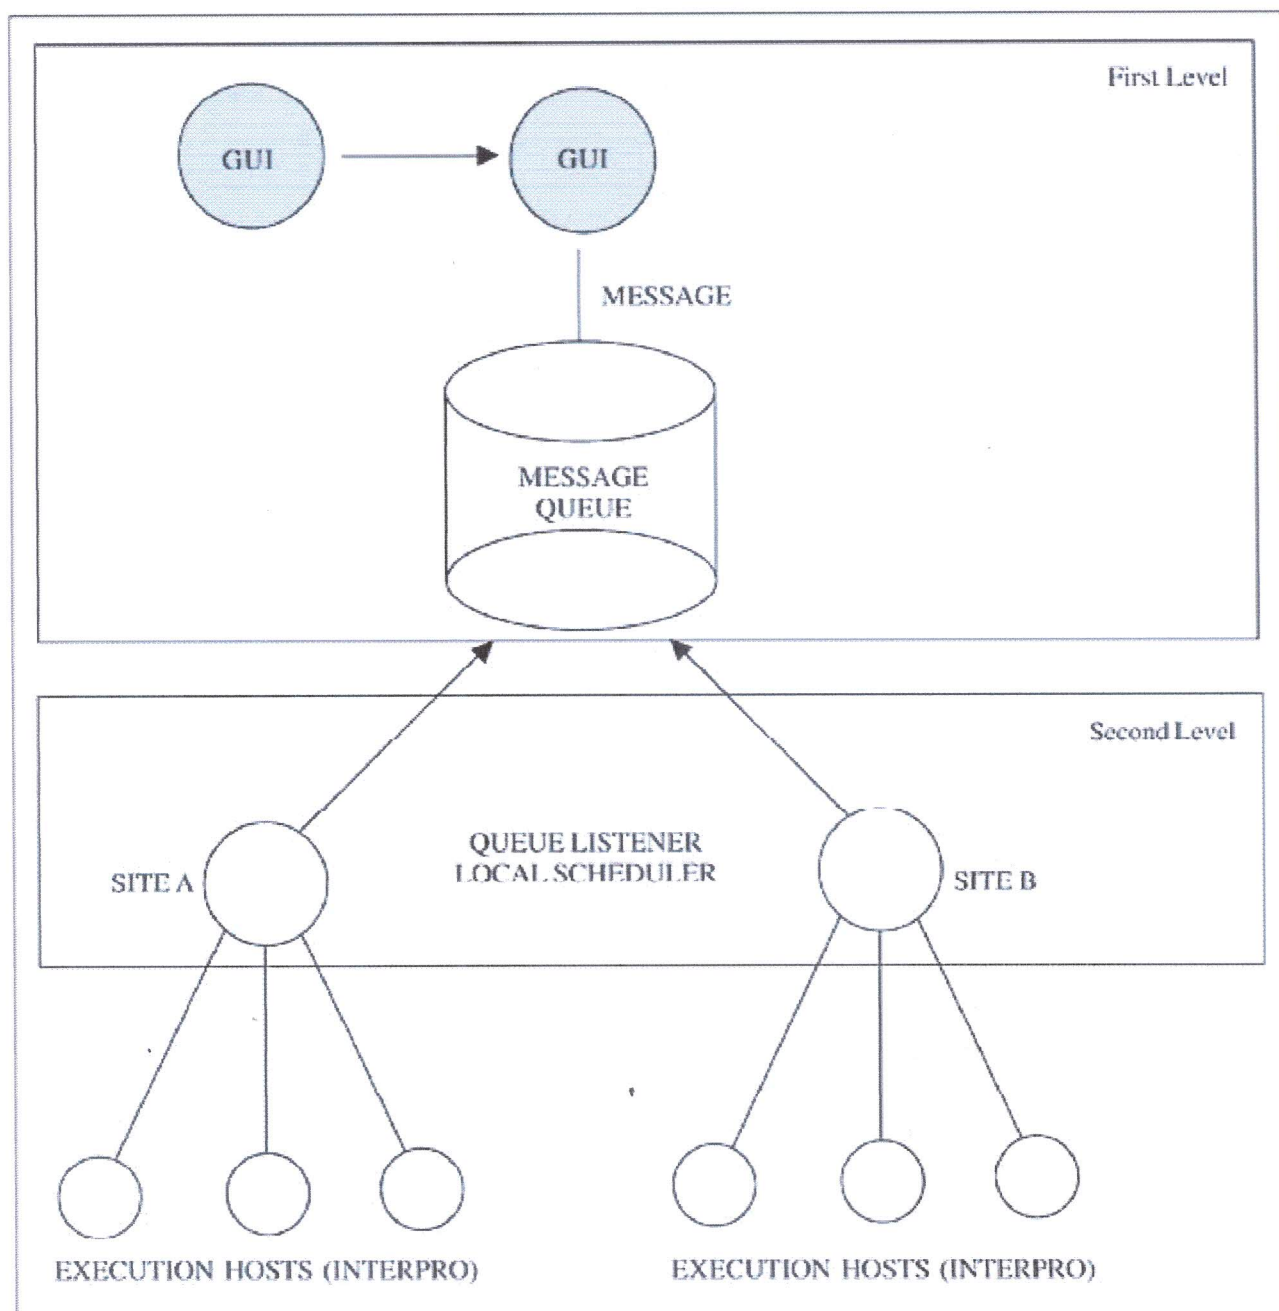 First Level
GUI
GUI
MESSAGE
MESSAGE
QUEUE
Second Level
QUEUE LISTENER
LOCAL SCHEDULER
SITE A
SITE B
EXECUTION HOSTS (INTERPRO)
EXECUTION HOSTS (INTERPRO)